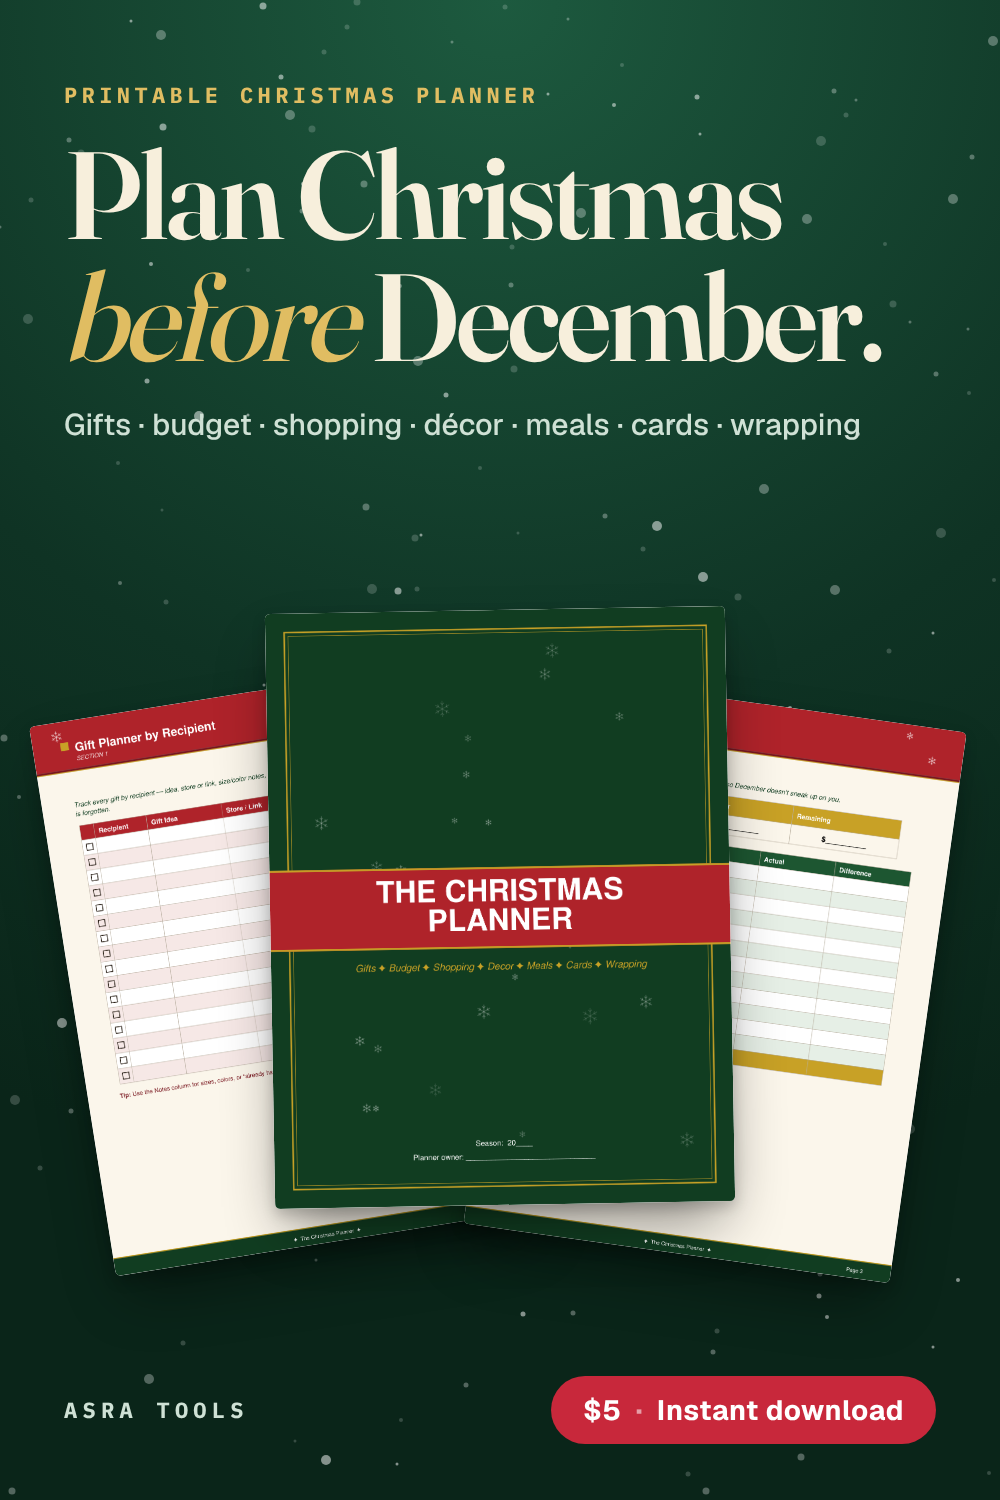 PRINTABLE CHRISTMAS PLANNER
Plan Christmas
before December.
Gifts · budget · shopping · décor · meals · cards · wrapping
Gift Planner by Recipient
SECTION 1
Track every gift by recipient — idea, store or link, size/color notes,
is forgotten.
Recipient Gift Idea Store / Link
Tip: Use the Notes column for sizes, colors, or "already
✦ The Christmas Planner ✦
THE CHRISTMAS
PLANNER
Gifts ✦ Budget ✦ Shopping ✦ Decor ✦ Meals ✦ Cards ✦ Wrapping
Season: 20____
Planner owner: ____________________
December doesn't sneak up on you.
Remaining
$________
Actual Difference
✦ The Christmas Planner ✦
Page 3
ASRA TOOLS
$5 · Instant download